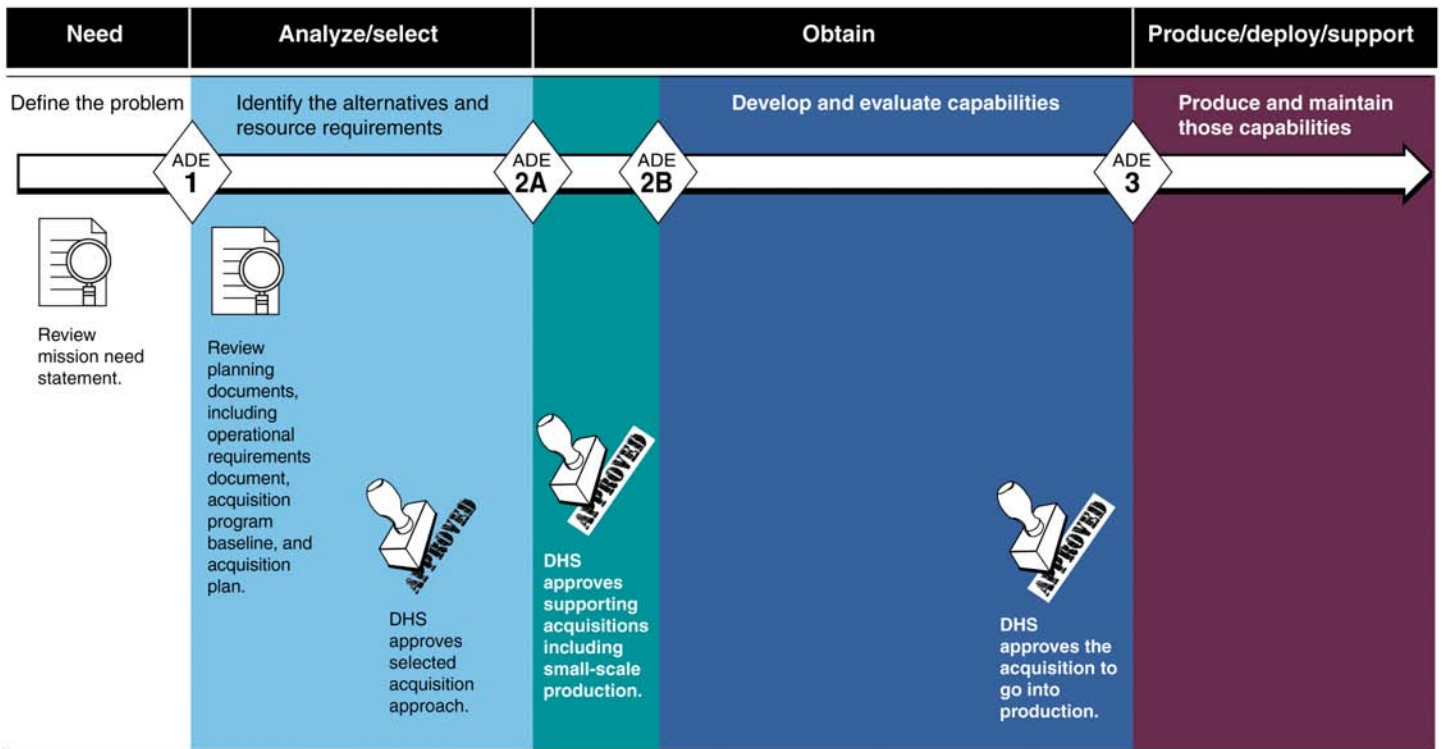 Need
Analyze/select
Obtain
Produce/deploy/support
Define the problem
Identify the alternatives and
resource requirements
Develop and evaluate capabilities
Produce and maintain
those capabilities
ADE
1
ADE
2A
ADE
2B
ADE
3
Review
mission need
statement.
Review
planning
documents,
including
operational
requirements
document,
acquisition
program
baseline, and
acquisition
plan.
APPROVED
DHS
approves
selected
acquisition
approach.
APPROVED
DHS
approves
supporting
acquisitions
including
small-scale
production.
APPROVED
DHS
approves the
acquisition to
go into
production.